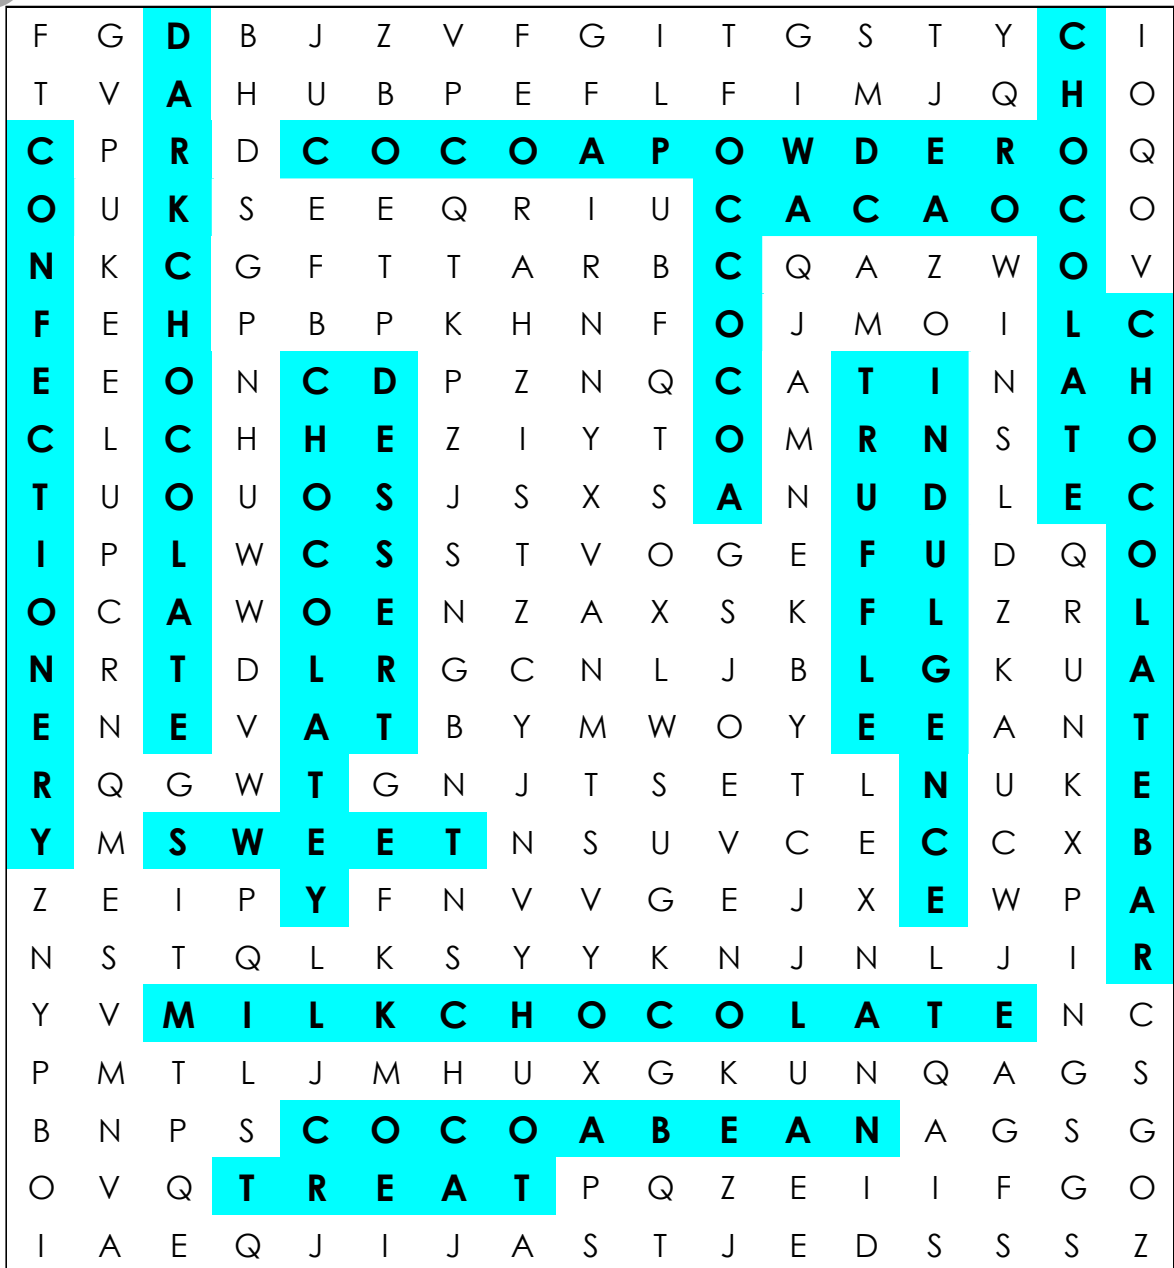 F G D B J Z V F G I T G S T Y C I
T V A H U B P E F L F I M J Q H O
C P R D C O C O A P O W D E R O Q
O U K S E E Q R I U C A C A O C O
N K C G F T T A R B C Q A Z W O V
F E H P B P K H N F O J M O I L C
E E O N C D P Z N Q C A T I N A H
C L C H H E Z I Y T O M R N S T O
T U O U O S J S X S A N U D L E C
I P L W C S S T V O G E F U D Q O
O C A W O E N Z A X S K F L Z R L
N R T D L R G C N L J B L G K U A
E N E V A T B Y M W O Y E E A N T
R Q G W T G N J T S E T L N U K E
Y M S W E E T N S U V C E C C X B
Z E I P Y F N V V G E J X E W P A
N S T Q L K S Y Y K N J N L J I R
Y V M I L K C H O C O L A T E N C
P M T L J M H U X G K U N Q A G S
B N P S C O C O A B E A N A G S G
O V Q T R E A T P Q Z E I I F G O
I A E Q J I J A S T J E D S S S Z